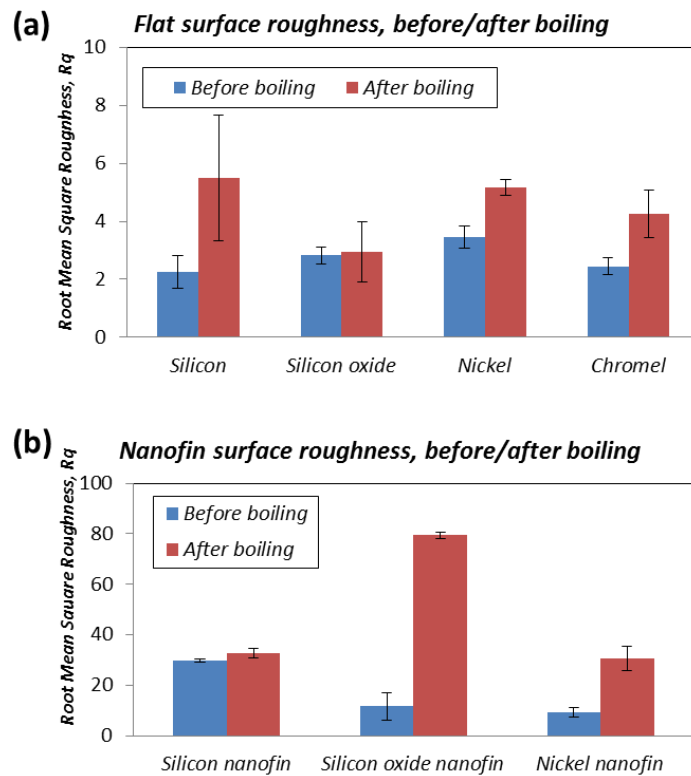 (a)
Flat surface roughness, before/after boiling
Root Mean Square Rougnhess, Rq
10
8
6
4
2
0
Before boiling
After boiling
Silicon
Silicon oxide
Nickel
Chromel
(b)
Nanofin surface roughness, before/after boiling
Root Mean Sauare Roughness, Rq
100
80
60
40
20
0
Before boiling
After boiling
Silicon nanofin
Silicon oxide nanofin
Nickel nanofin